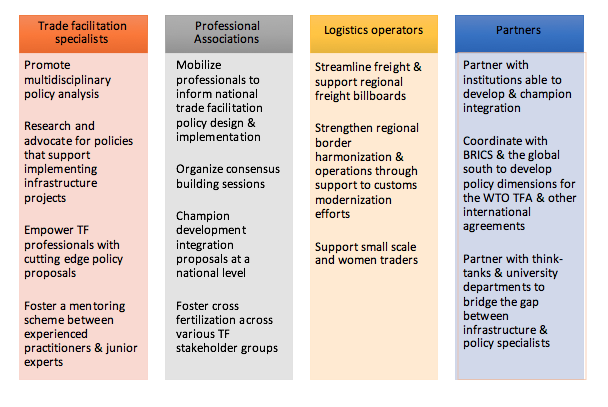 Trade facilitation
specialists
Promote
multidisciplinary
policy analysis
Research and
advocate for policies
that support
implementing
infrastructure
projects
Empower TF
professionals with
cutting edge policy
proposals
Foster a mentoring
scheme between
experienced
practitioners & junior
experts
Professional
Associations
Mobilize
professionals to
inform national
trade facilitation
policy design &
implementation
Organize consensus
building sessions
Champion
development
integration
proposals at a
national level
Foster cross
fertilization across
various TF
stakeholder groups
Logistics operators
Streamline freight &
support regional
freight billboards
Strengthen regional
border
harmonization &
operations through
support to customs
modernization
efforts
Support small scale
and women traders
Partners
Partner with
institutions able to
develop & champion
integration
Coordinate with
BRICS & the global
south to develop
policy dimensions for
the WTO TFA & other
international
agreements
Partner with think-
tanks & university
departments to
bridge the gap
between
infrastructure &
policy specialists